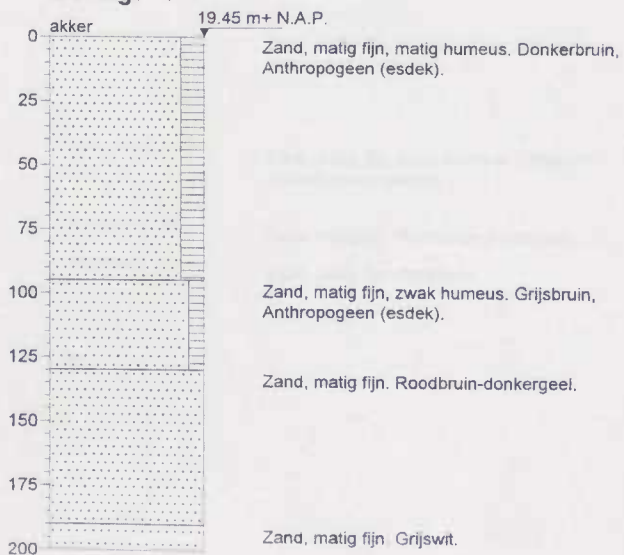 19.45 m+ N.A.P.
akker
0
Zand, matig fijn, matig humeus. Donkerbruin,
Anthropogeen (esdek).
25
50
75
100
Zand, matig fijn, zwak humeus. Grijsbruin,
Anthropogeen (esdek).
125
Zand, matig fijn. Roodbruin-donkergeel.
150
175
Zand, matig fijn. Grijswit.
200